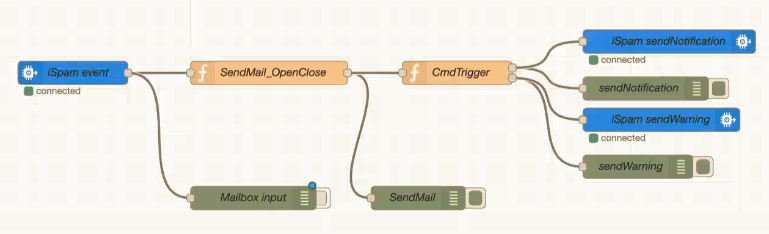 iSpam event
connected
SendMail_OpenClose
CmdTrigger
iSpam sendNotification
connected
sendNotification
iSpam sendWarning
connected
sendWarning
Mailbox input
SendMail